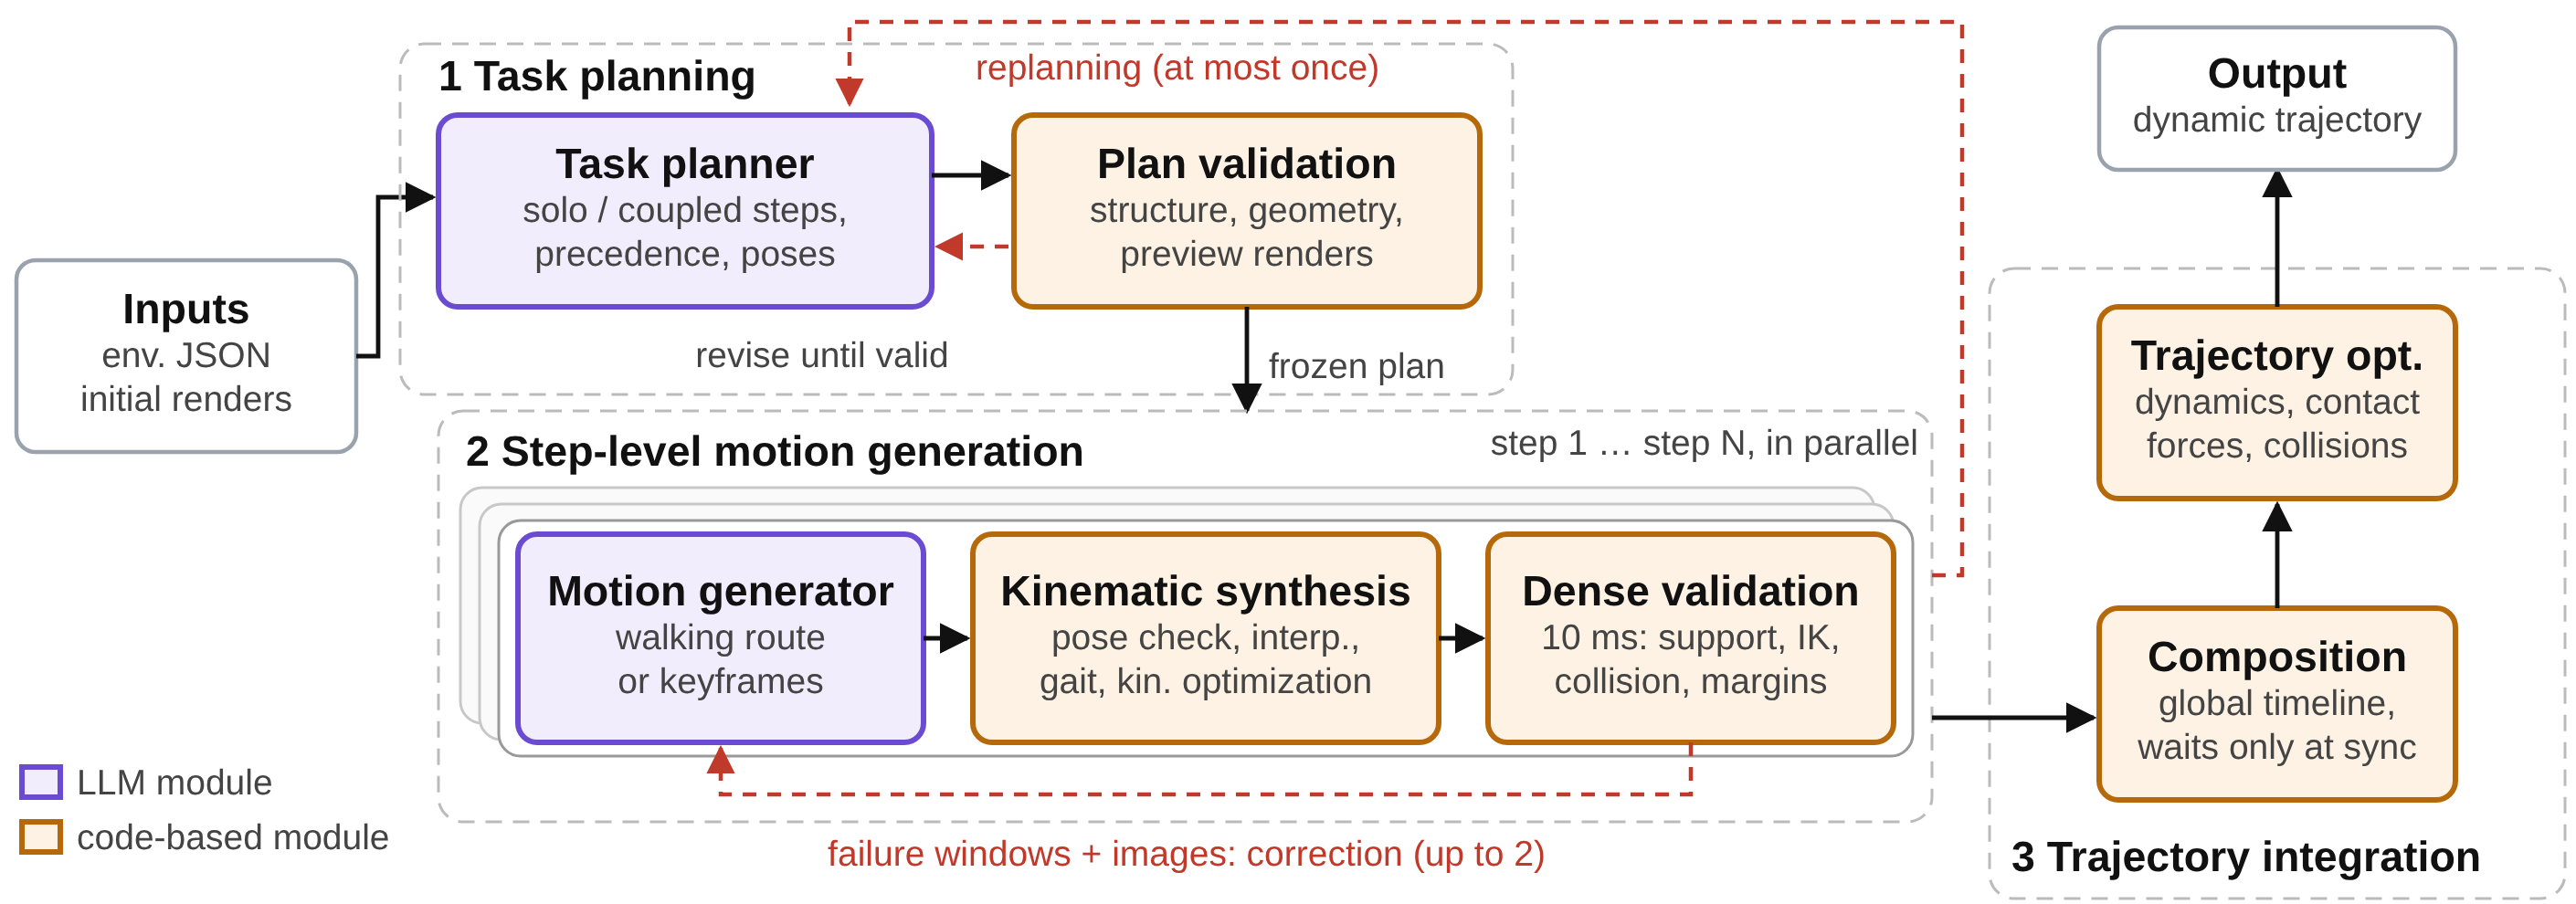 Inputs
env. JSON
initial renders
1 Task planning
replanning (at most once)
Task planner
solo / coupled steps,
precedence, poses
Plan validation
structure, geometry,
preview renders
revise until valid
frozen plan
2 Step-level motion generation
step 1 … step N, in parallel
Motion generator
walking route
or keyframes
Kinematic synthesis
pose check, interp.,
gait, kin. optimization
Dense validation
10 ms: support, IK,
collision, margins
failure windows + images: correction (up to 2)
Output
dynamic trajectory
Trajectory opt.
dynamics, contact
forces, collisions
Composition
global timeline,
waits only at sync
3 Trajectory integration
LLM module
code-based module